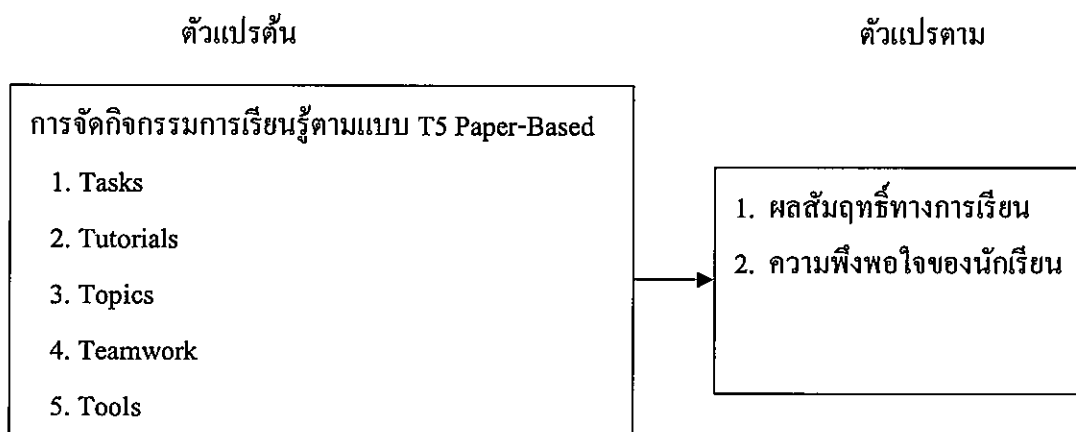 ตัวแปรต้น
ตัวแปรตาม
การจัดกิจกรรมการเรียนรู้ตามแบบ T5 Paper-Based
1. Tasks
2. Tutorials
3. Topics
4. Teamwork
5. Tools
1. ผลสัมฤทธิ์ทางการเรียน
2. ความพึงพอใจของนักเรียน